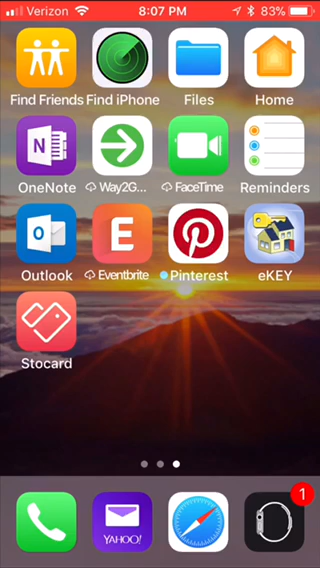 Verizon 8:07 PM 83%
Find Friends Find iPhone Files Home
N
OneNote Way2G... FaceTime Reminders
O E
Outlook Eventbrite Pinterest eKEY
Stocard
YAHOO! 1